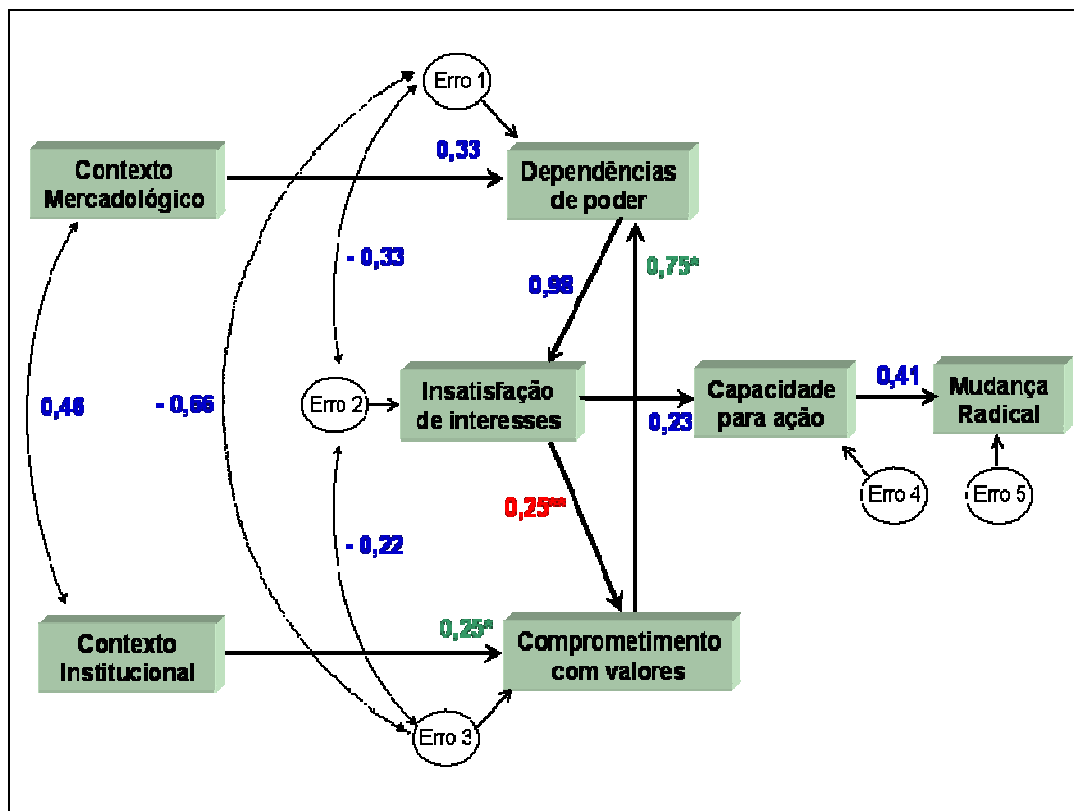 Erro 1
0,33
Contexto
Mercadológico
Dependências
de poder
- 0,33
0,98
0,75*
0,46
- 0,66
Erro 2
Insatisfação
de interesses
0,23
Capacidade
para ação
0,41
Mudança
Radical
Erro 4
Erro 5
0,25**
- 0,22
Contexto
Institucional
0,25*
Comprometimento
com valores
Erro 3